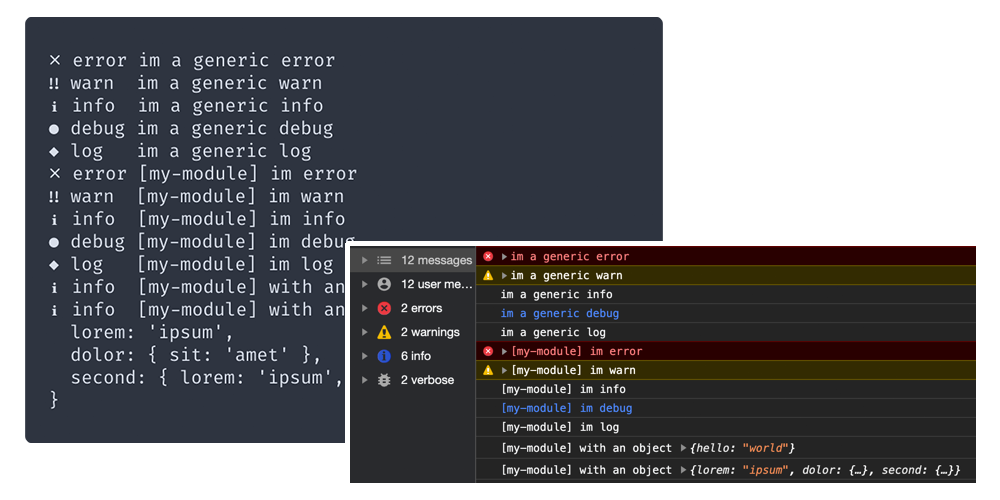 ✕ error im a generic error
‼ warn  im a generic warn
ℹ info  im a generic info
● debug im a generic debug
◆ log   im a generic log
✕ error [my-module] im error
‼ warn  [my-module] im warn
ℹ info  [my-module] im info
● debug [my-module] im debug
◆ log   [my-module] im log
ℹ info  [my-module] with an
ℹ info  [my-module] with an
lorem: 'ipsum',
dolor: { sit: 'amet' },
second: { lorem: 'ipsum',
}
12 messages
12 user me…
2 errors
2 warnings
6 info
2 verbose
im a generic error
im a generic warn
im a generic info
im a generic debug
im a generic log
[my-module] im error
[my-module] im warn
[my-module] im info
[my-module] im debug
[my-module] im log
[my-module] with an object ▶{hello: "world"}
[my-module] with an object ▶{lorem: "ipsum", dolor: {…}, second: {…}}